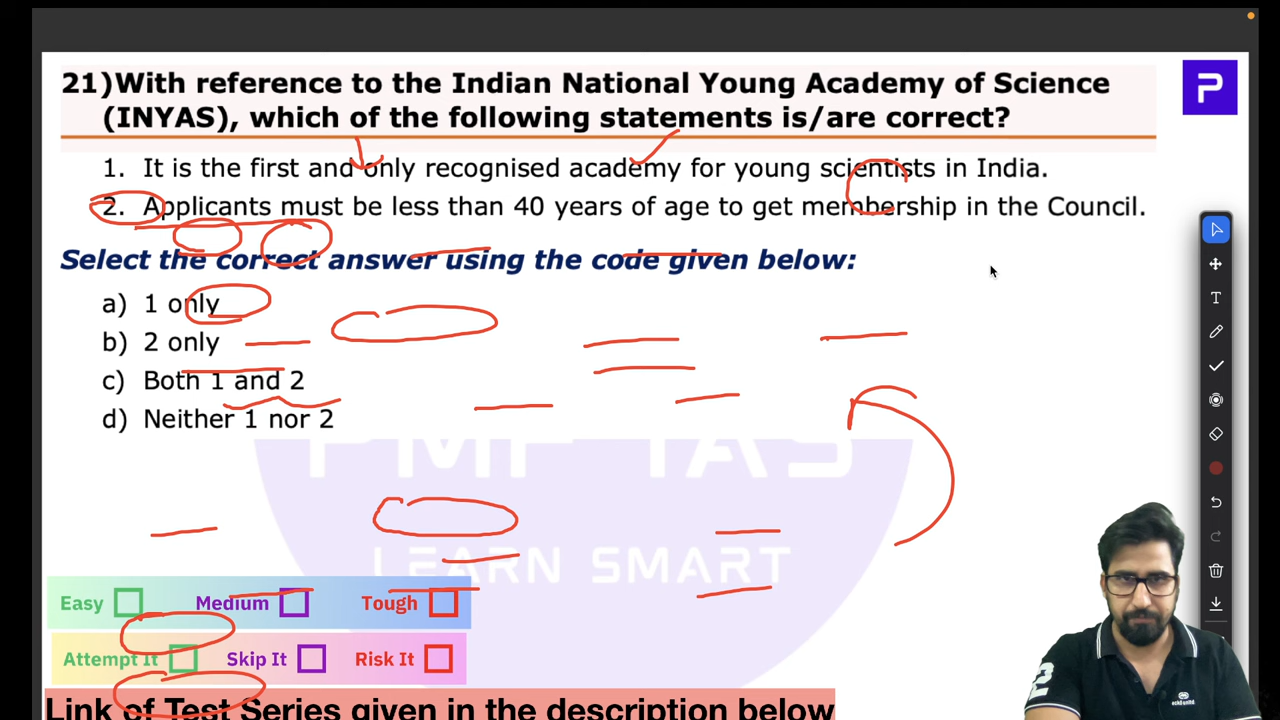 21)With reference to the Indian National Young Academy of Science
(INYAS), which of the following statements is/are correct?
1. It is the first and only recognised academy for young scientists in India.
2. Applicants must be less than 40 years of age to get membership in the Council.
Select the correct answer using the code given below:
a) 1 only
b) 2 only
c) Both 1 and 2
d) Neither 1 nor 2
PMF IAS
LEARN SMART
Easy Medium Tough
Attempt It Skip It Risk It
Link of Test Series given in the description below